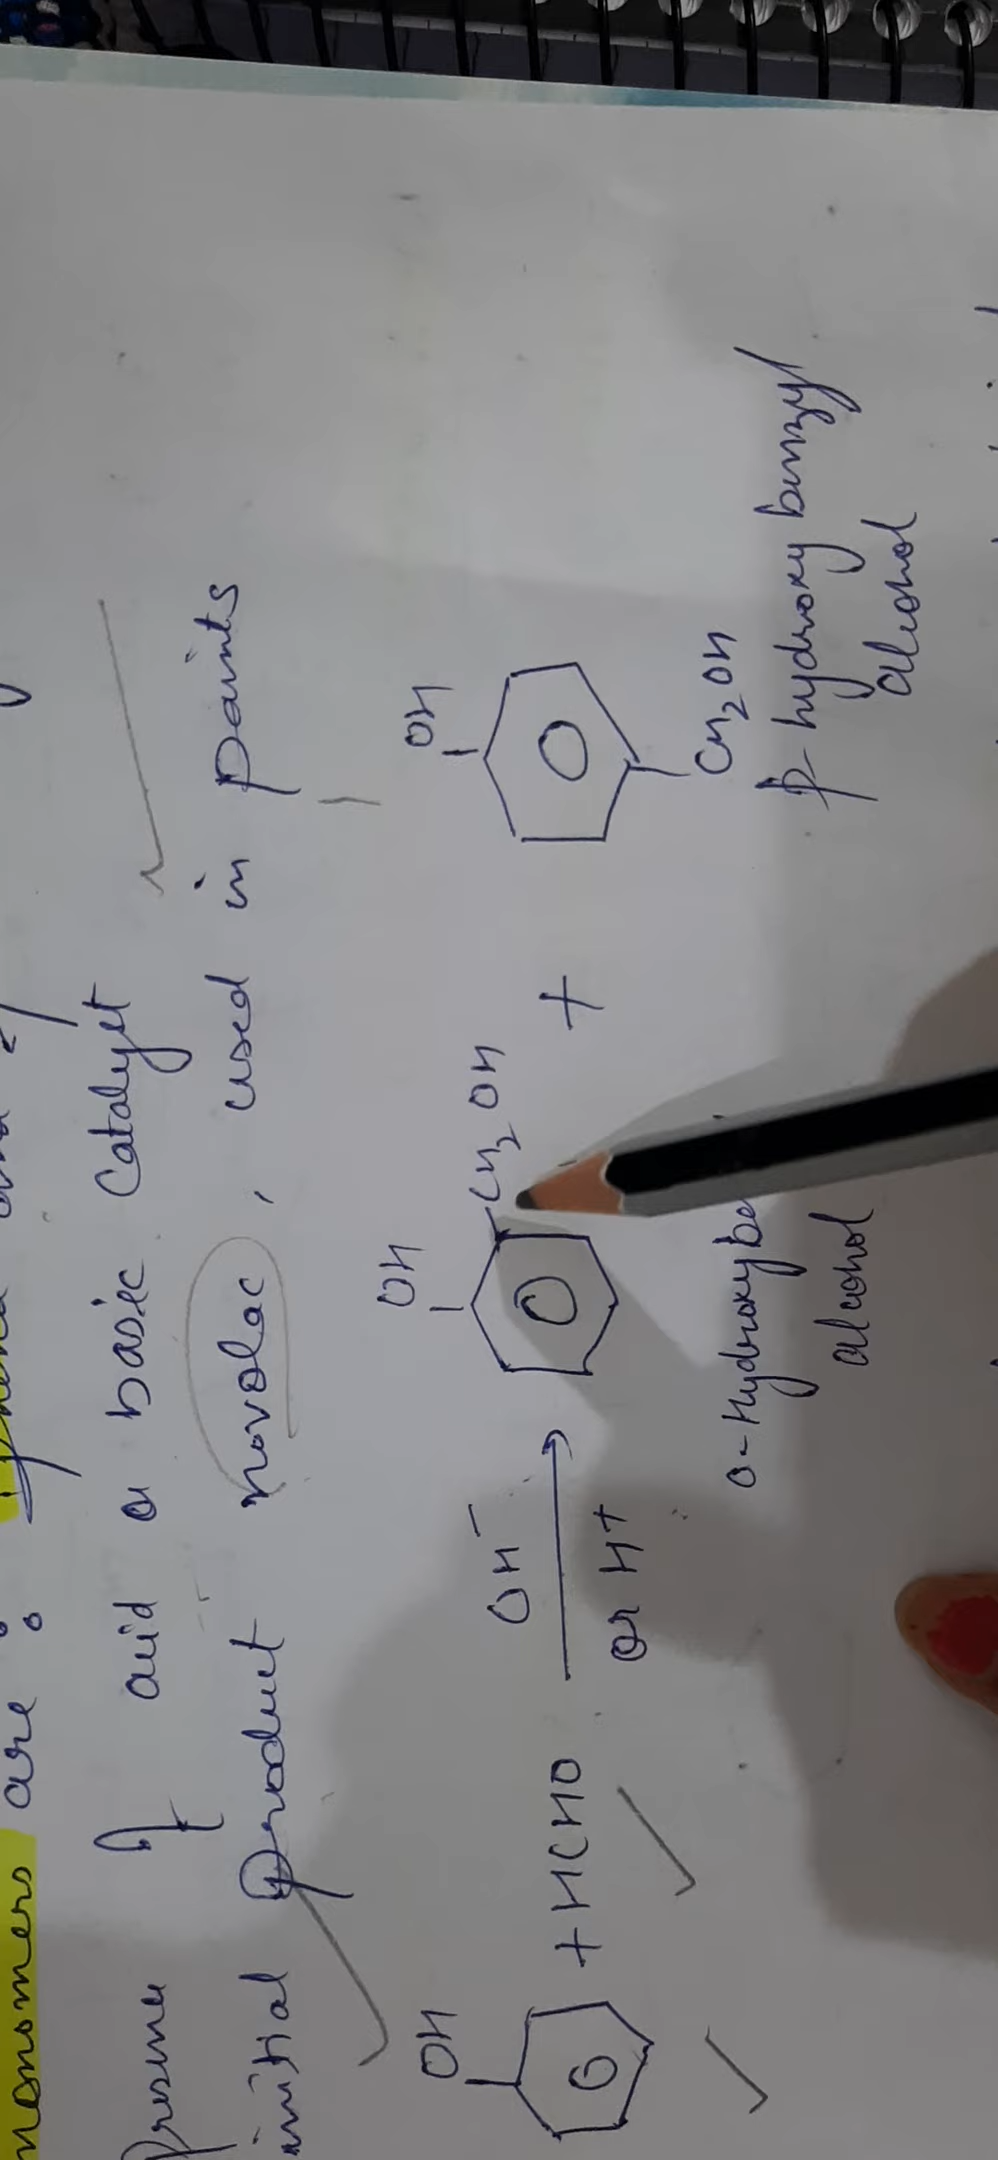 monomers are :
Presence of acid or basic Catalyst
initial product novolac, used in paints
OH OH OH
OH⁻ CH₂OH
+ HCHO → +
or H+ CH₂OH
o-Hydroxybe p-hydroxy benzyl
alcohol alcohol